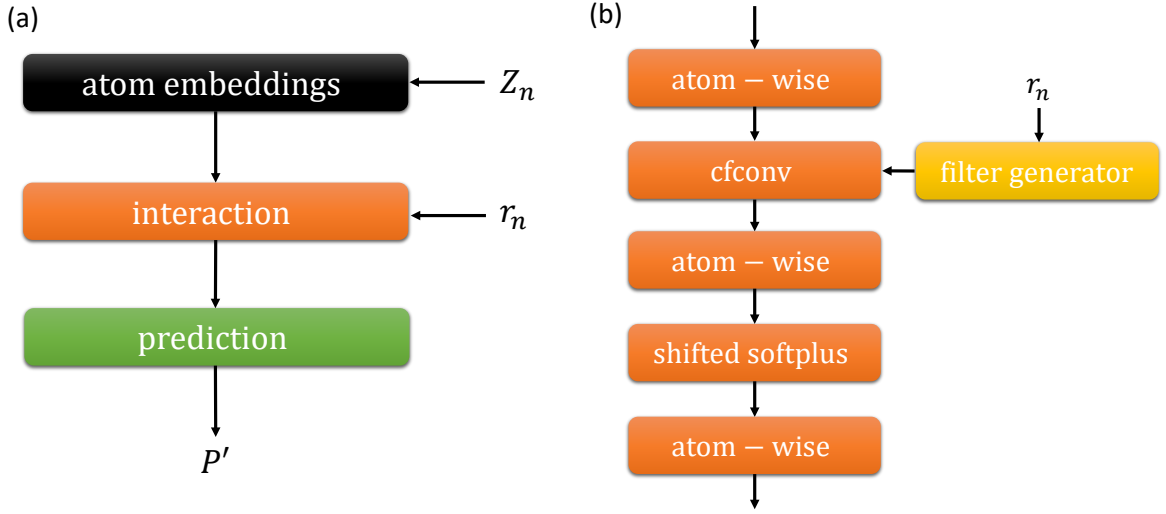 (a)
atom embeddings
Z_n
interaction
r_n
prediction
P′
(b)
atom − wise
r_n
cfconv
filter generator
atom − wise
shifted softplus
atom − wise